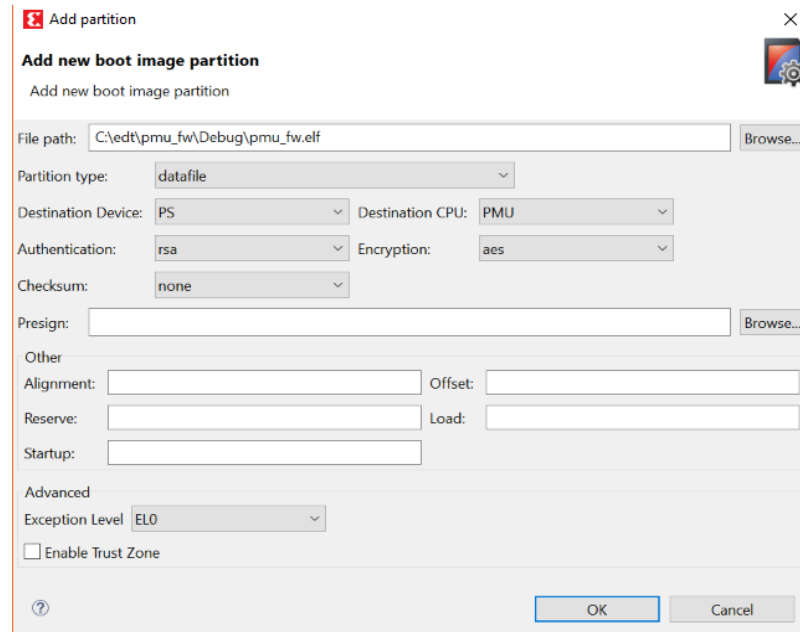 Add partition
Add new boot image partition
Add new boot image partition
File path: C:\edt\pmu_fw\Debug\pmu_fw.elf Browse...
Partition type: datafile
Destination Device: PS Destination CPU: PMU
Authentication: rsa Encryption: aes
Checksum: none
Presign: Browse...
Other
Alignment: Offset:
Reserve: Load:
Startup:
Advanced
Exception Level EL0
Enable Trust Zone
OK Cancel